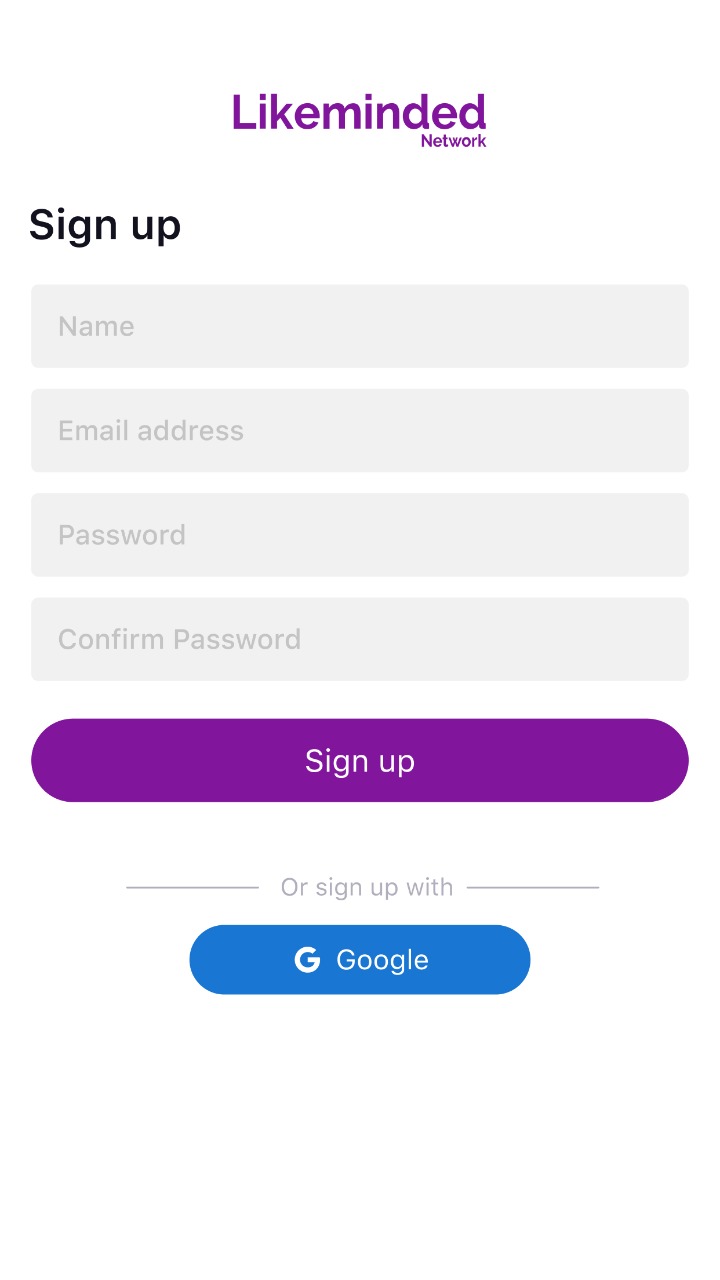 Likeminded
Network
Sign up
Name
Email address
Password
Confirm Password
Sign up
Or sign up with
Google